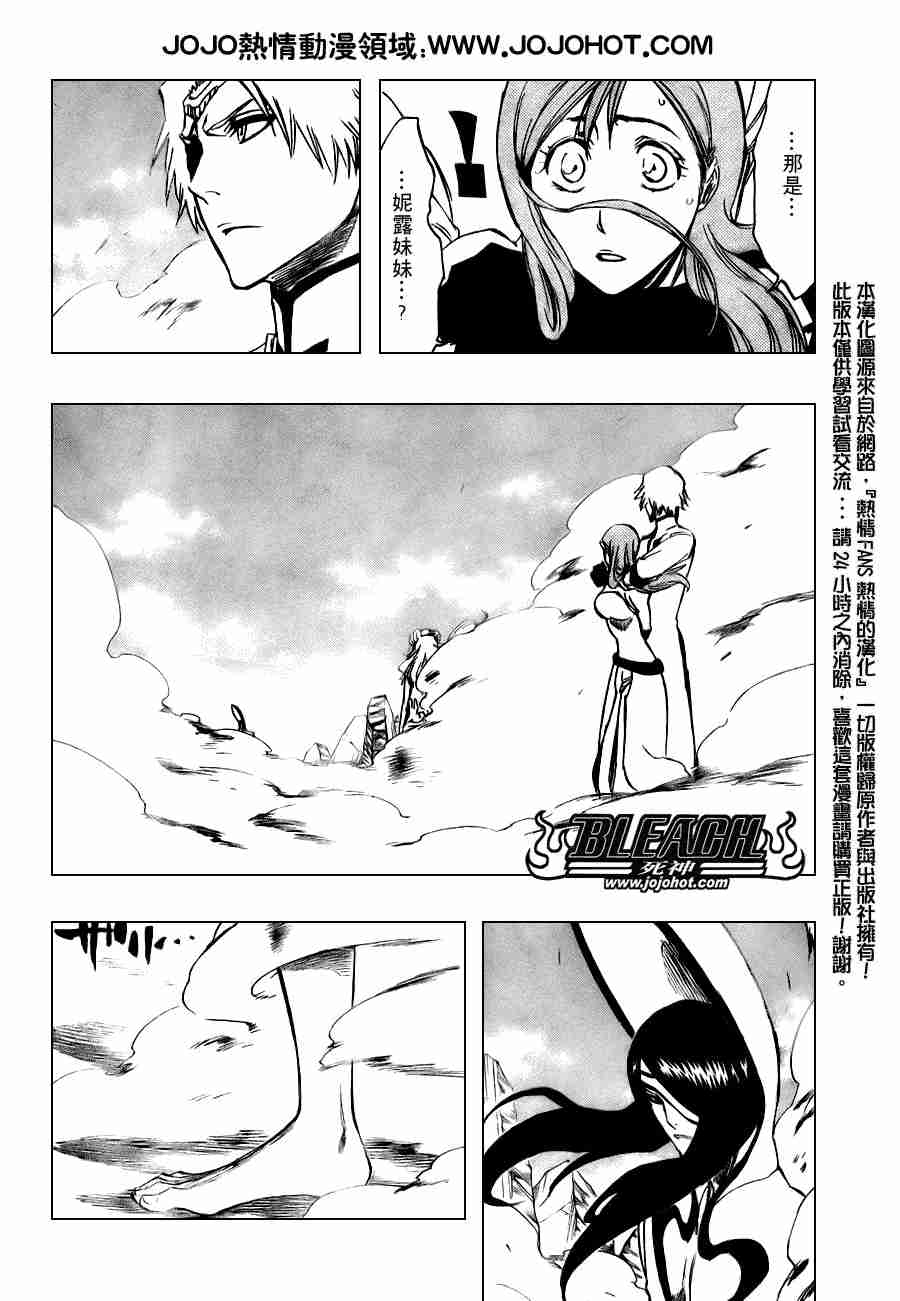 JOJO熱情動漫領域:WWW.JOJOHOT.COM
…那是…
!
…妮露妹妹…?
本漢化圖源來自於網路，『熱情FANS熱情的漢化』一切版權歸原作者與出版社擁有！
此版本僅供學習試看交流… 請24小時之內消除，喜歡這套漫畫請購買正版！謝謝。
BLEACH
死神
www.jojohot.com